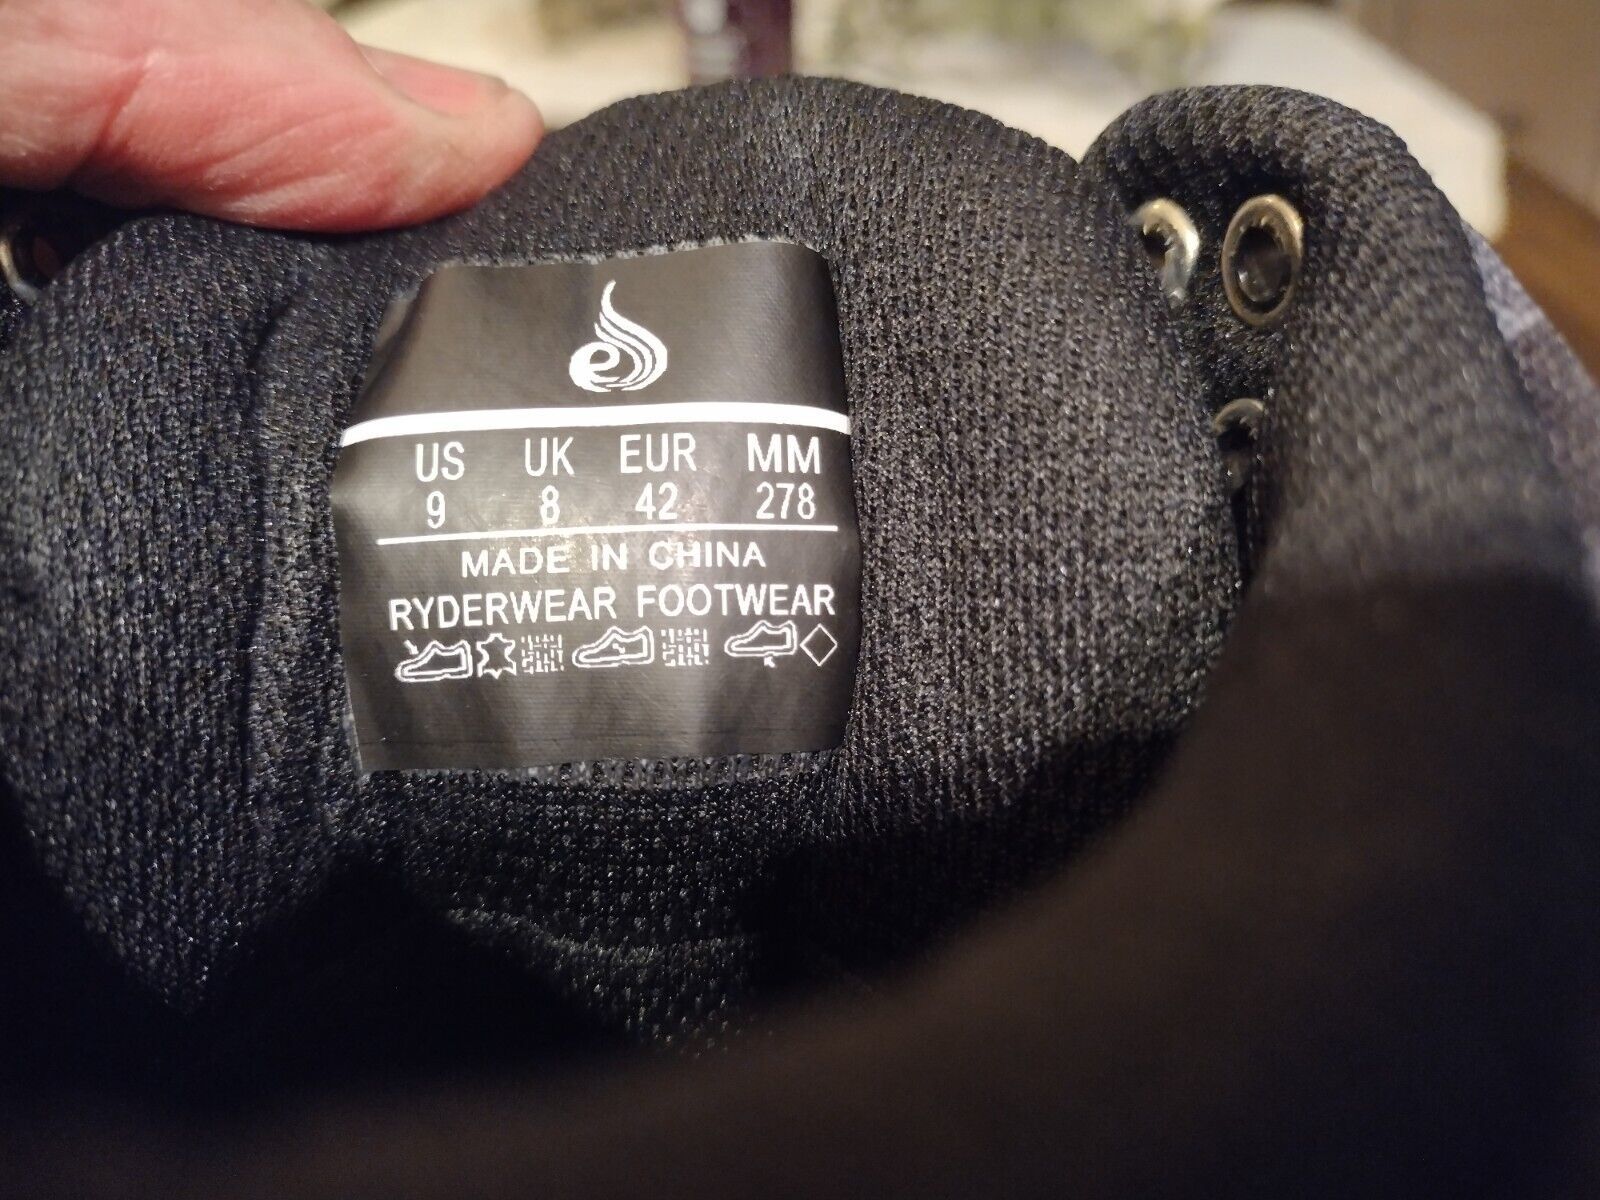 e
US UK EUR MM
9 8 42 278
MADE IN CHINA
RYDERWEAR FOOTWEAR